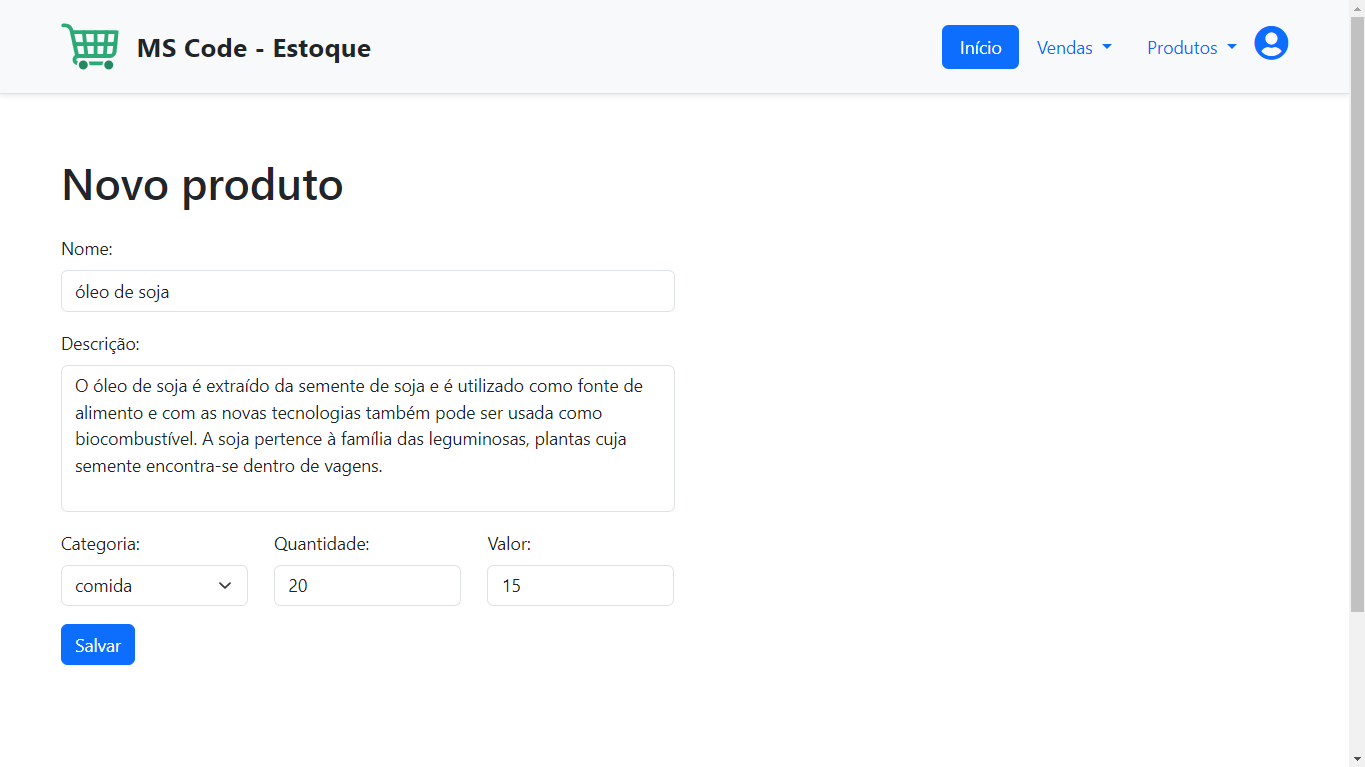 MS Code - Estoque
Início
Vendas
Produtos
Novo produto
Nome:
óleo de soja
Descrição:
O óleo de soja é extraído da semente de soja e é utilizado como fonte de
alimento e com as novas tecnologias também pode ser usada como
biocombustível. A soja pertence à família das leguminosas, plantas cuja
semente encontra-se dentro de vagens.
Categoria:
Quantidade:
Valor:
comida
20
15
Salvar